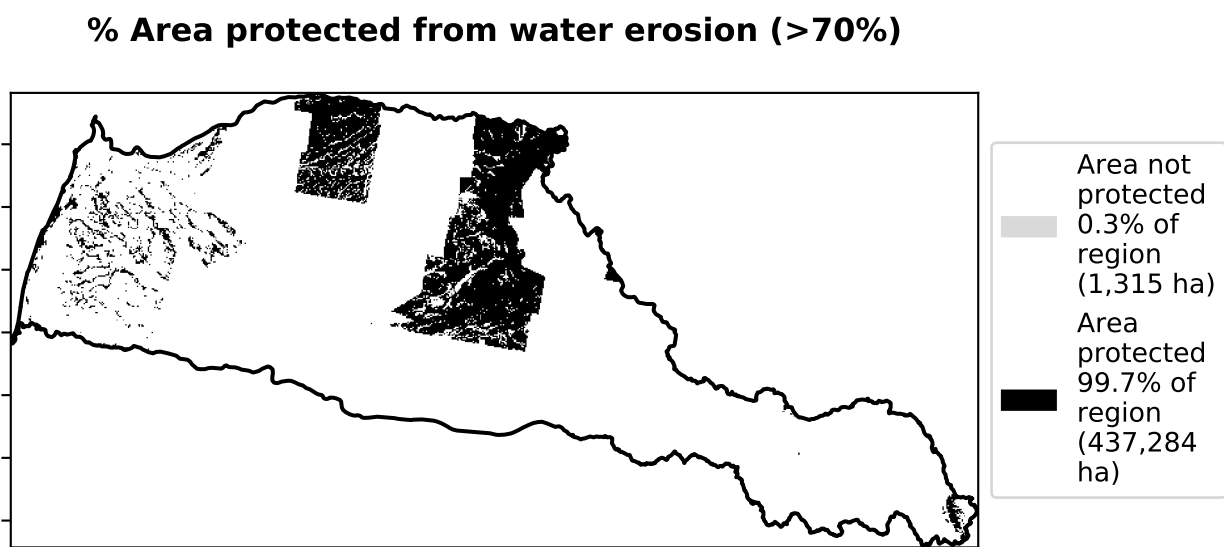 % Area protected from water erosion (>70%)
Area not
protected
0.3% of
region
(1,315 ha)
Area
protected
99.7% of
region
(437,284
ha)